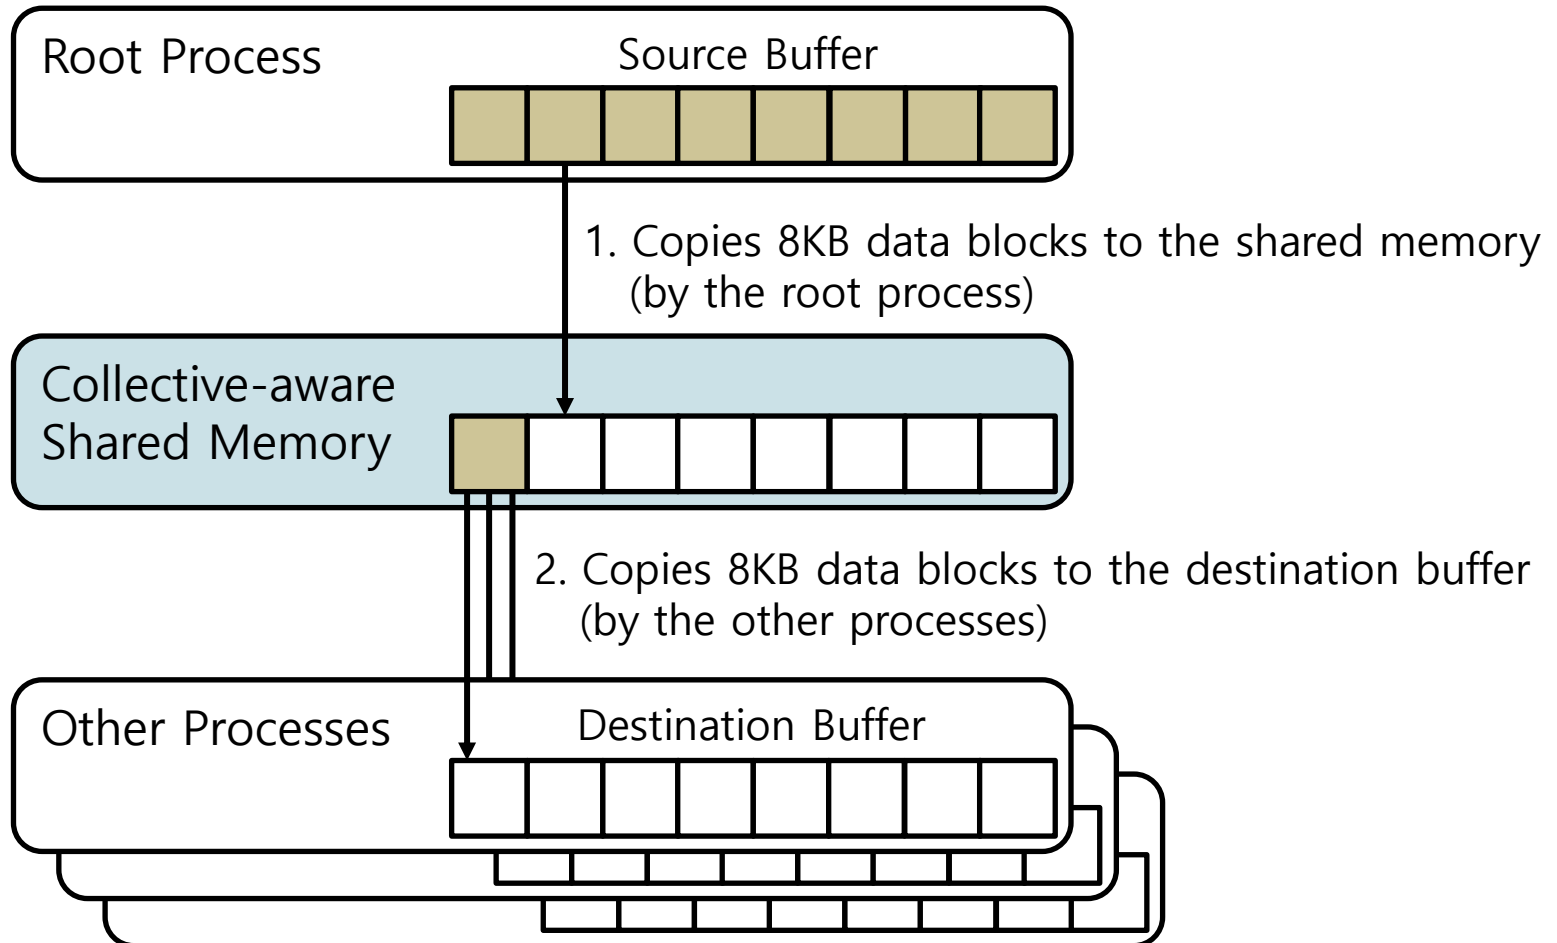 Root Process
Source Buffer
1. Copies 8KB data blocks to the shared memory
(by the root process)
Collective-aware
Shared Memory
2. Copies 8KB data blocks to the destination buffer
(by the other processes)
Other Processes
Destination Buffer